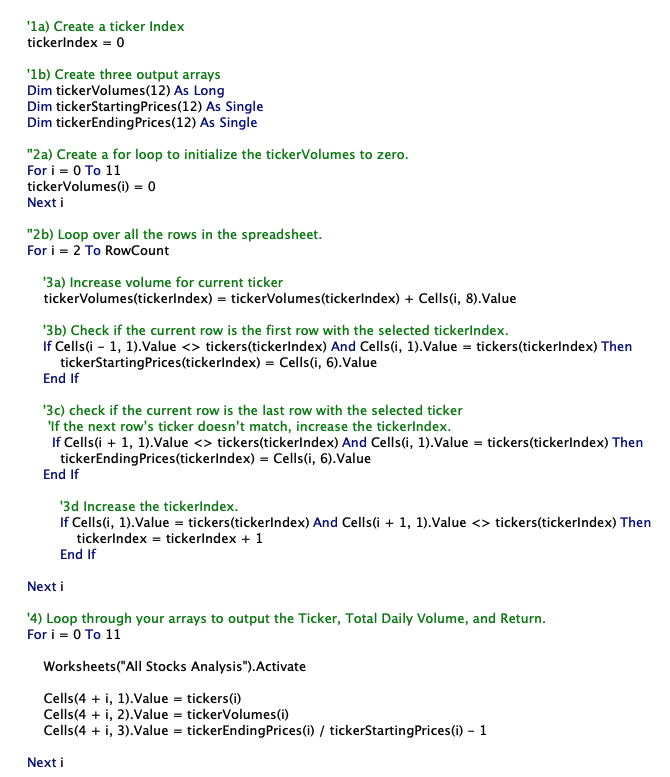 '1a) Create a ticker Index
tickerIndex = 0
'1b) Create three output arrays
Dim tickerVolumes(12) As Long
Dim tickerStartingPrices(12) As Single
Dim tickerEndingPrices(12) As Single
''2a) Create a for loop to initialize the tickerVolumes to zero.
For i = 0 To 11
tickerVolumes(i) = 0
Next i
''2b) Loop over all the rows in the spreadsheet.
For i = 2 To RowCount
'3a) Increase volume for current ticker
tickerVolumes(tickerIndex) = tickerVolumes(tickerIndex) + Cells(i, 8).Value
'3b) Check if the current row is the first row with the selected tickerIndex.
If Cells(i - 1, 1).Value <> tickers(tickerIndex) And Cells(i, 1).Value = tickers(tickerIndex) Then
tickerStartingPrices(tickerIndex) = Cells(i, 6).Value
End If
'3c) check if the current row is the last row with the selected ticker
'If the next row's ticker doesn't match, increase the tickerIndex.
If Cells(i + 1, 1).Value <> tickers(tickerIndex) And Cells(i, 1).Value = tickers(tickerIndex) Then
tickerEndingPrices(tickerIndex) = Cells(i, 6).Value
End If
'3d Increase the tickerIndex.
If Cells(i, 1).Value = tickers(tickerIndex) And Cells(i + 1, 1).Value <> tickers(tickerIndex) Then
tickerIndex = tickerIndex + 1
End If
Next i
'4) Loop through your arrays to output the Ticker, Total Daily Volume, and Return.
For i = 0 To 11
Worksheets("All Stocks Analysis").Activate
Cells(4 + i, 1).Value = tickers(i)
Cells(4 + i, 2).Value = tickerVolumes(i)
Cells(4 + i, 3).Value = tickerEndingPrices(i) / tickerStartingPrices(i) - 1
Next i